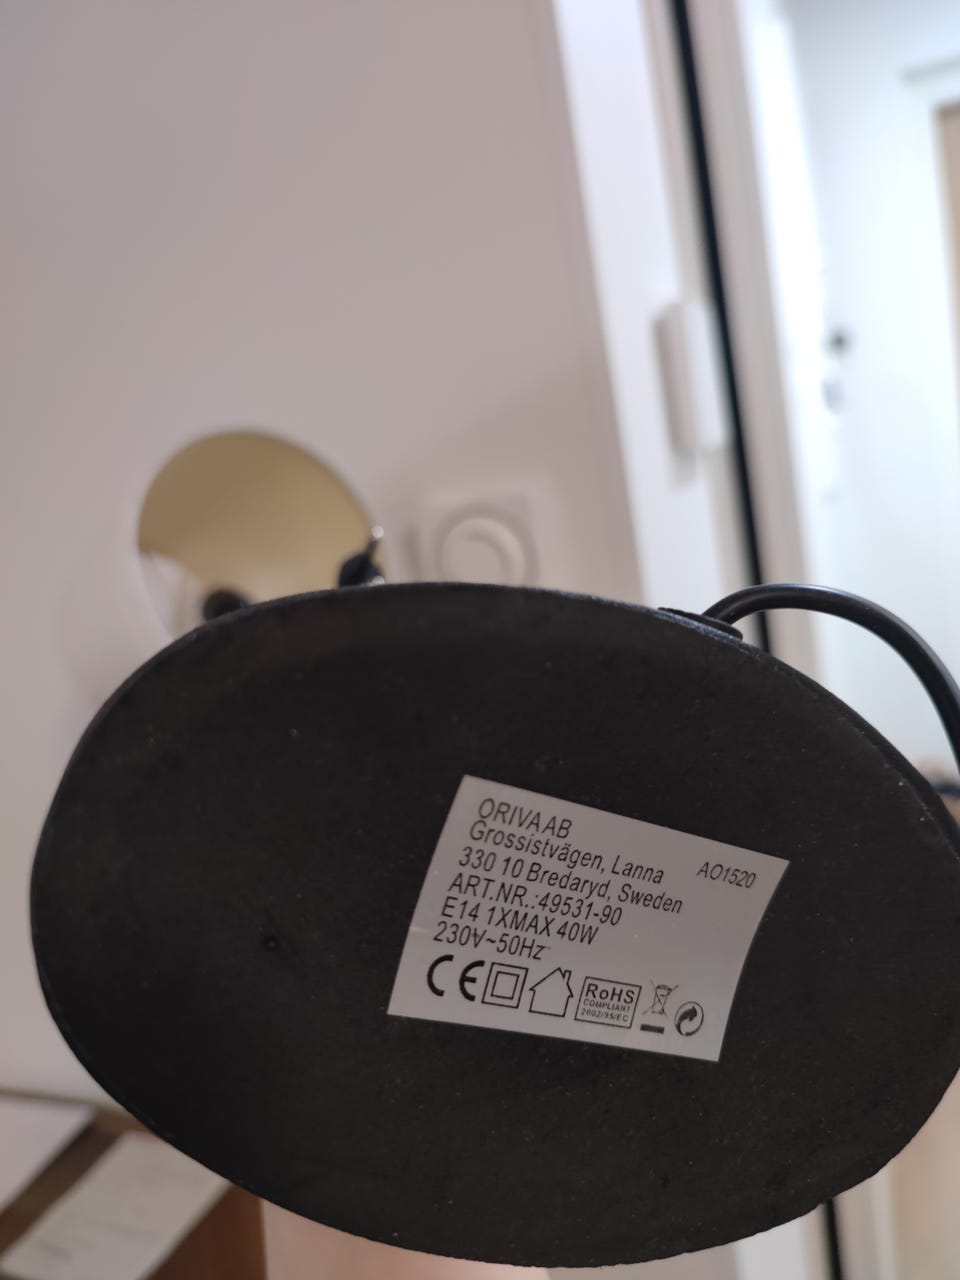 ORIVA AB
Grossistvägen, Lanna
330 10 Bredaryd, Sweden
AO1520
ART.NR.:49531-90
E14 1XMAX 40W
230V~50Hz
CE
RoHS
COMPLIANT
2002/95/EC